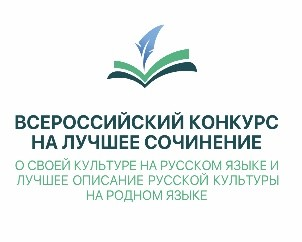 ВСЕРОССИЙСКИЙ КОНКУРС
НА ЛУЧШЕЕ СОЧИНЕНИЕ
О СВОЕЙ КУЛЬТУРЕ НА РУССКОМ ЯЗЫКЕ И
ЛУЧШЕЕ ОПИСАНИЕ РУССКОЙ КУЛЬТУРЫ
НА РОДНОМ ЯЗЫКЕ